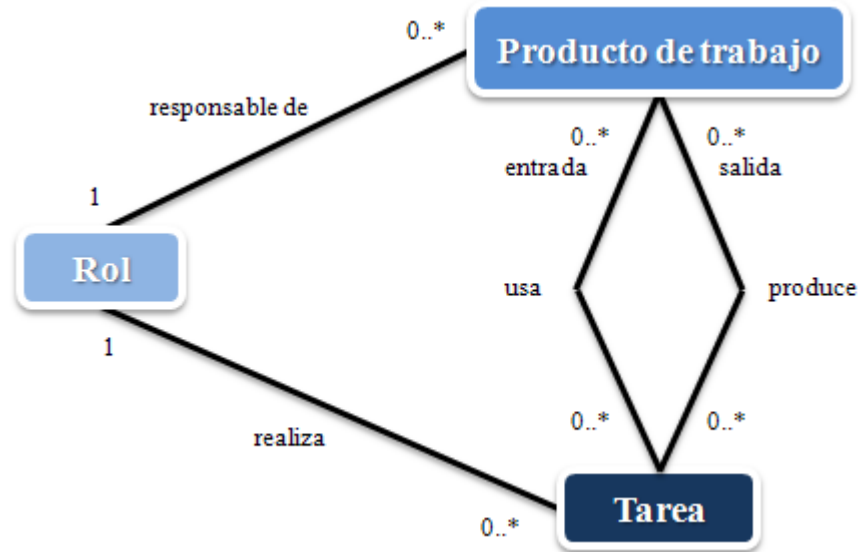 0..*
Producto de trabajo
responsable de
0..*
0..*
entrada
salida
1
Rol
usa
produce
1
0..*
0..*
realiza
Tarea
0..*